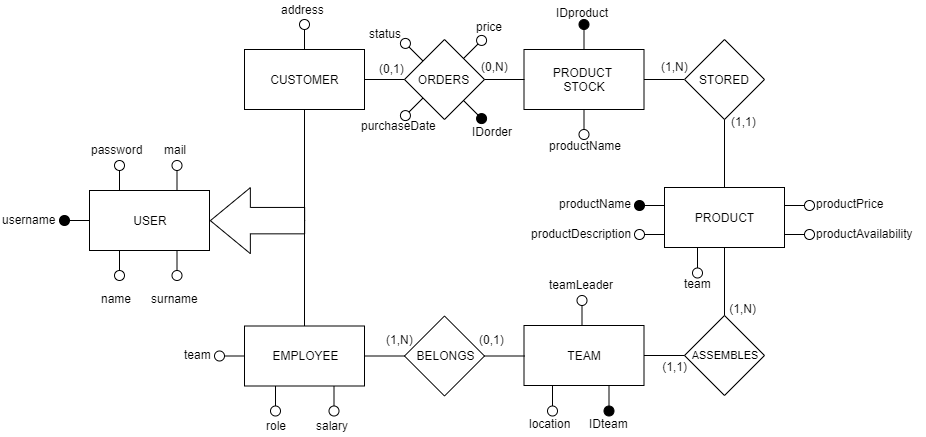 address
IDproduct
status
price
CUSTOMER
(0,1)
ORDERS
(0,N)
PRODUCT
STOCK
(1,N)
STORED
purchaseDate
IDorder
(1,1)
productName
password
mail
username
USER
productName
productPrice
PRODUCT
productDescription
productAvailability
name
surname
team
teamLeader
(1,N)
team
EMPLOYEE
(1,N)
BELONGS
(0,1)
TEAM
(1,1)
ASSEMBLES
role
salary
location
IDteam